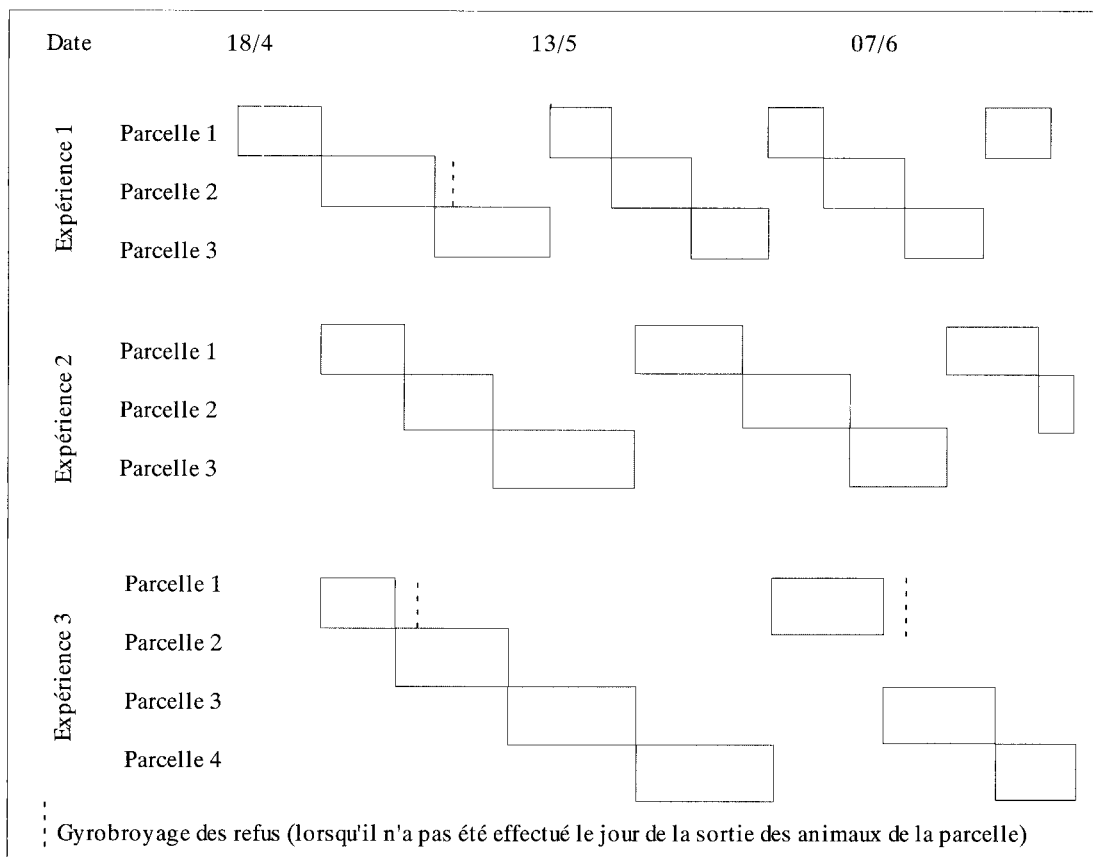 Date 18/4 13/5 07/6
Expérience 1
Parcelle 1
Parcelle 2
Parcelle 3
Expérience 2
Parcelle 1
Parcelle 2
Parcelle 3
Expérience 3
Parcelle 1
Parcelle 2
Parcelle 3
Parcelle 4
Gyrobroyage des refus (lorsqu'il n'a pas été effectué le jour de la sortie des animaux de la parcelle)